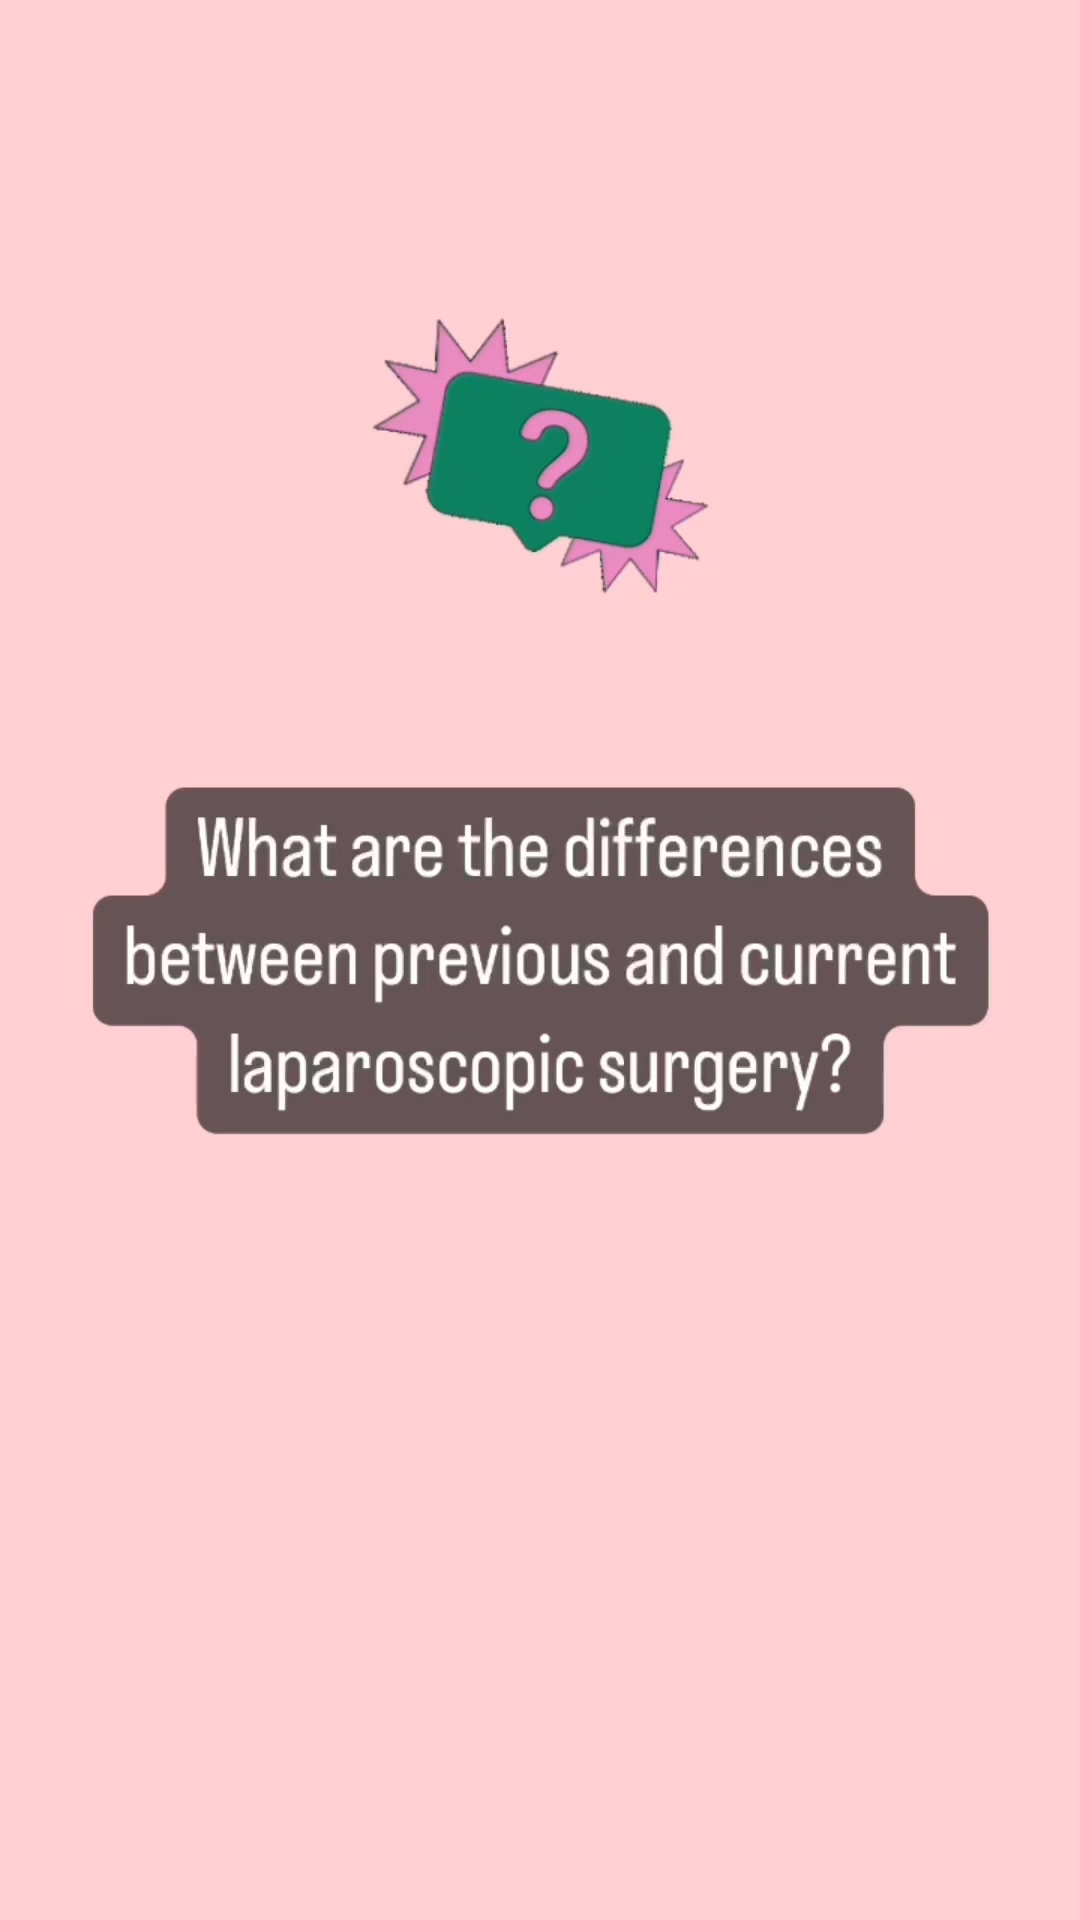 ?
What are the differences
between previous and current
laparoscopic surgery?